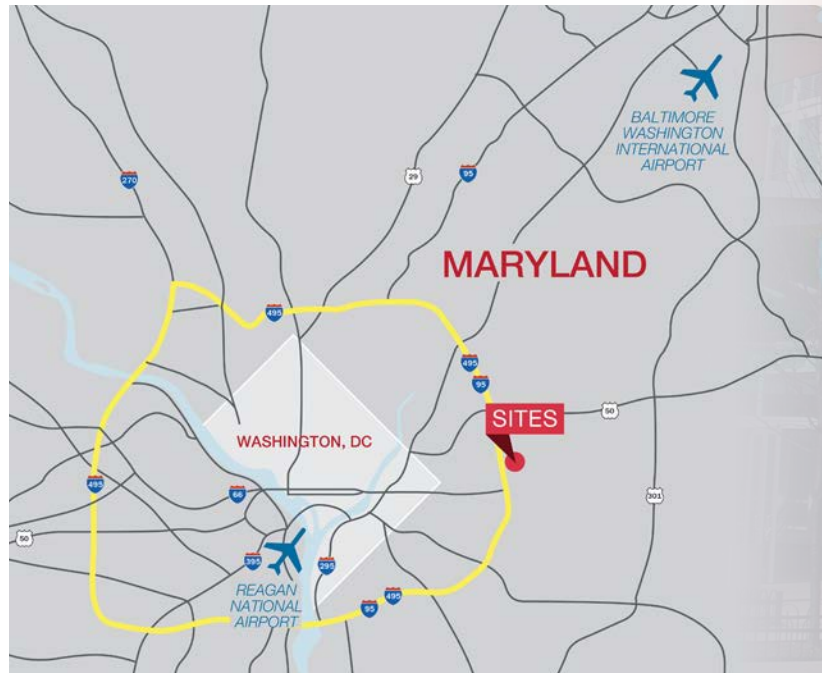 BALTIMORE
WASHINGTON
INTERNATIONAL
AIRPORT
29
95
270
MARYLAND
495
495
95
50
SITES
WASHINGTON, DC
495
66
301
50
395
295
REAGAN
NATIONAL
AIRPORT
495
95